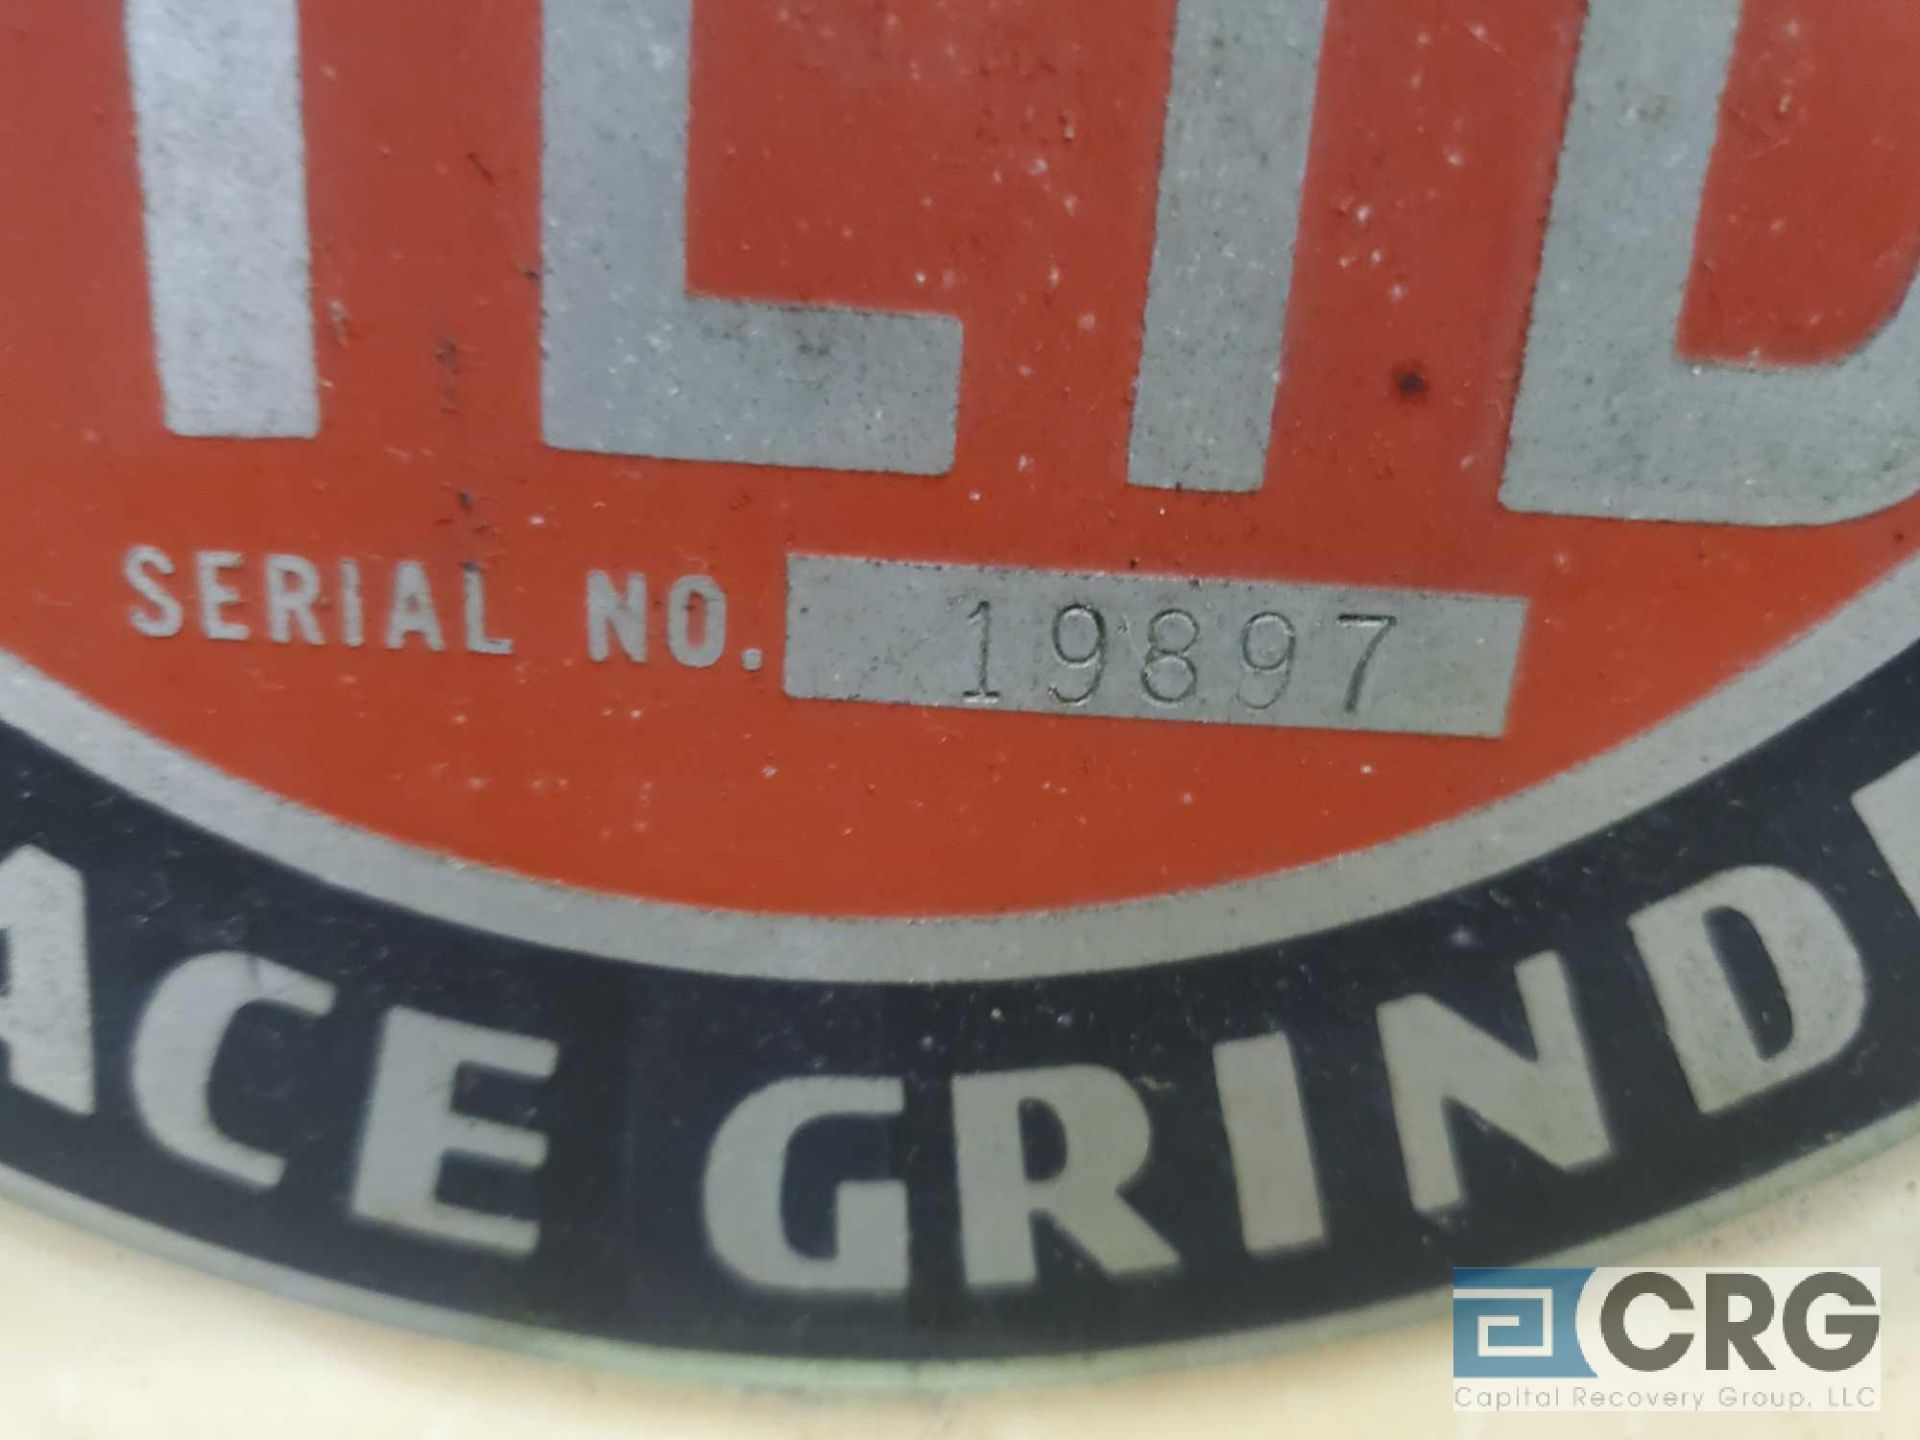 SERIAL NO. 19897
ACE GRIND
CRG
Capital Recovery Group, LLC